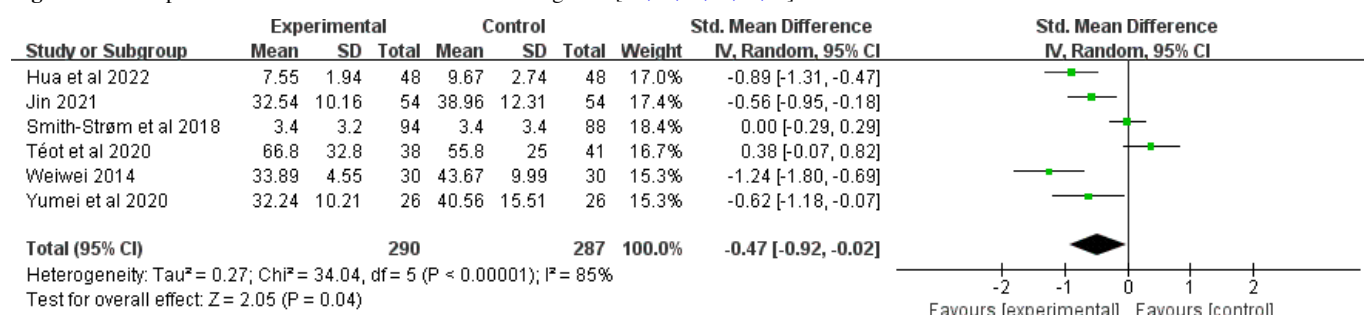 Experimental Control Std. Mean Difference Std. Mean Difference
Study or Subgroup Mean SD Total Mean SD Total Weight IV, Random, 95% CI IV, Random, 95% CI
Hua et al 2022 7.55 1.94 48 9.67 2.74 48 17.0% -0.89 [-1.31, -0.47]
Jin 2021 32.54 10.16 54 38.96 12.31 54 17.4% -0.56 [-0.95, -0.18]
Smith-Strøm et al 2018 3.4 3.2 94 3.4 3.4 88 18.4% 0.00 [-0.29, 0.29]
Téot et al 2020 66.8 32.8 38 55.8 25 41 16.7% 0.38 [-0.07, 0.82]
Weiwei 2014 33.89 4.55 30 43.67 9.99 30 15.3% -1.24 [-1.80, -0.69]
Yumei et al 2020 32.24 10.21 26 40.56 15.51 26 15.3% -0.62 [-1.18, -0.07]
Total (95% CI) 290 287 100.0% -0.47 [-0.92, -0.02]
Heterogeneity: Tau² = 0.27; Chi² = 34.04, df = 5 (P < 0.00001); I² = 85%
Test for overall effect: Z = 2.05 (P = 0.04)
-2 -1 0 1 2
Favours [experimental] Favours [control]